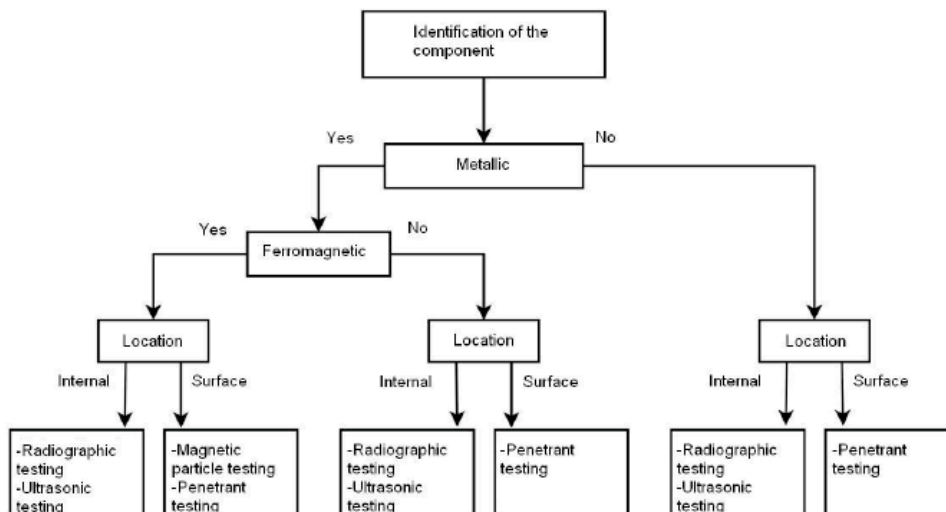 Identification of the
component
Yes
No
Metallic
Yes
No
Ferromagnetic
Location
Location
Location
Internal
Surface
Internal
Surface
Internal
Surface
-Radiographic
testing
-Ultrasonic
testing
-Magnetic
particle testing
-Penetrant
testing
-Radiographic
testing
-Ultrasonic
testing
-Penetrant
testing
-Radiographic
testing
-Ultrasonic
testing
-Penetrant
testing